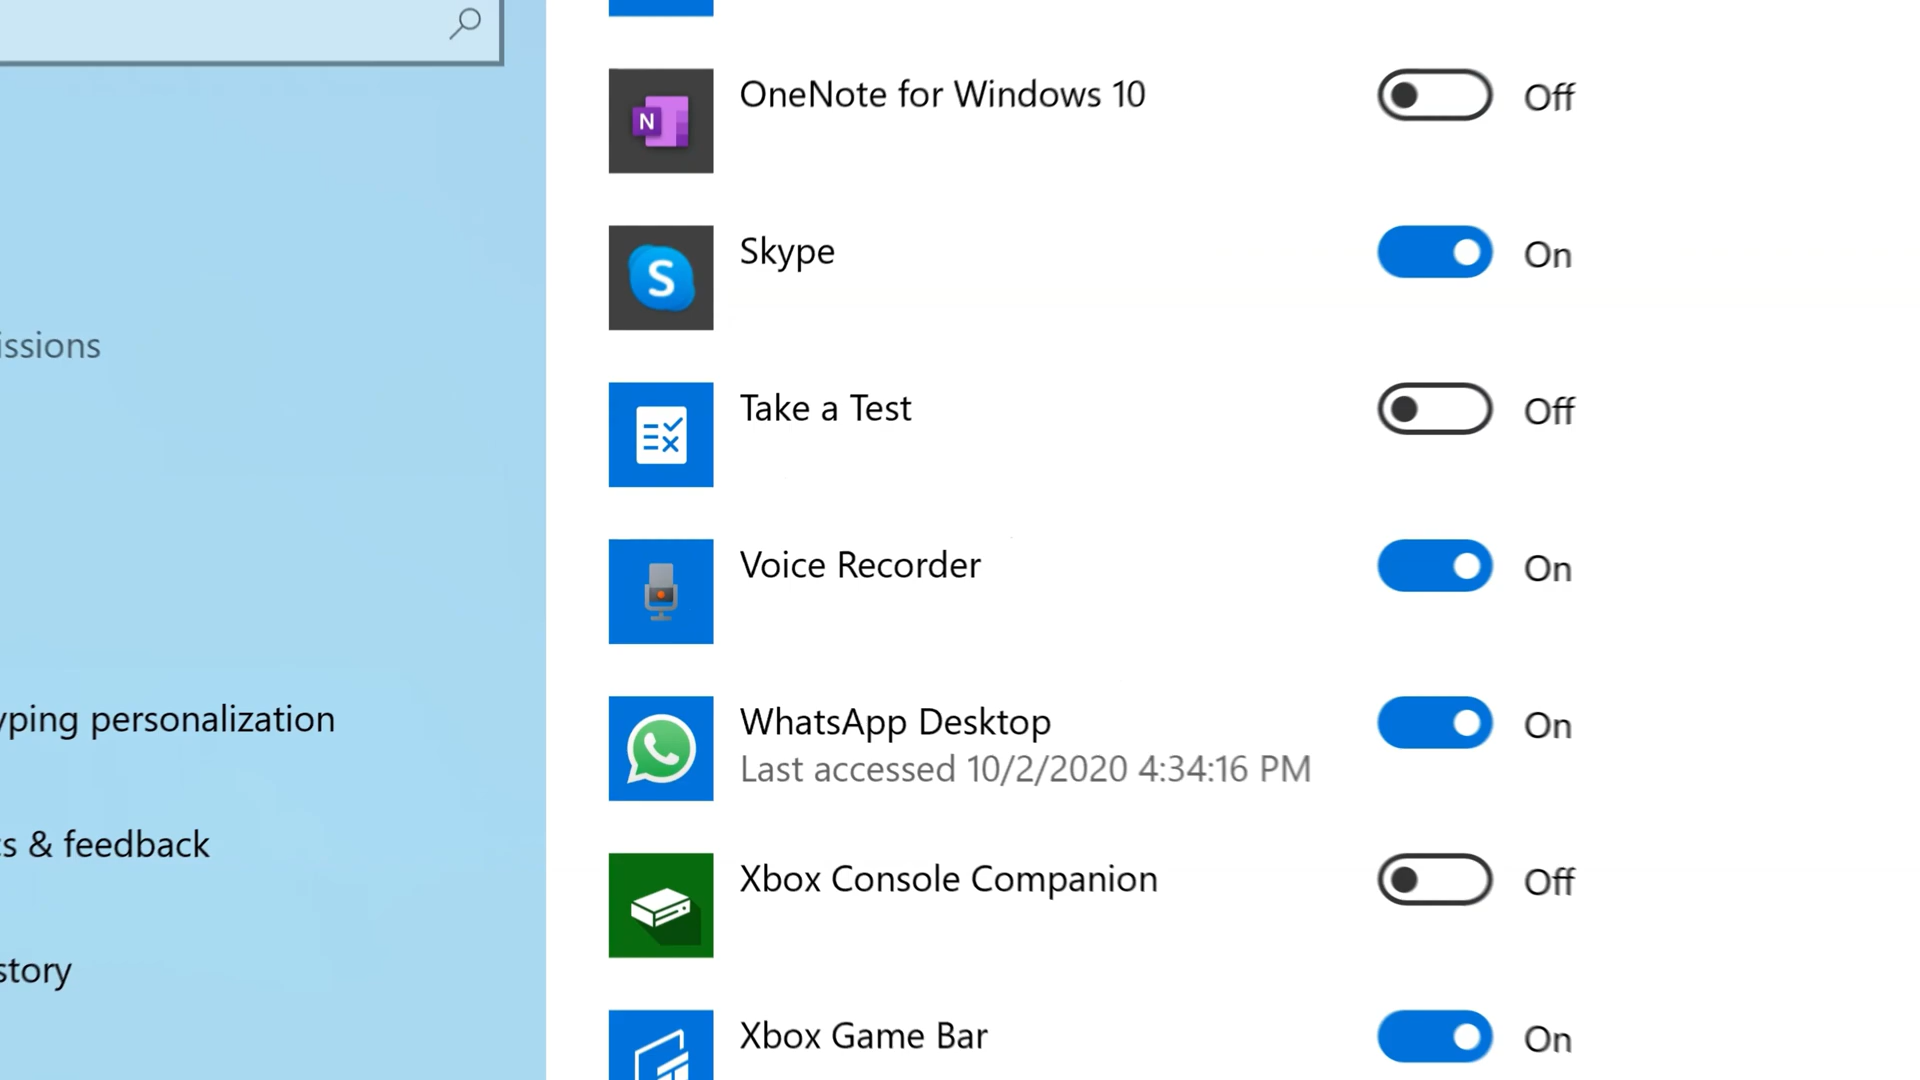 OneNote for Windows 10
Off
N
Skype
On
S
issions
Take a Test
Off
Voice Recorder
On
yping personalization
WhatsApp Desktop
On
Last accessed 10/2/2020 4:34:16 PM
s & feedback
Xbox Console Companion
Off
story
Xbox Game Bar
On